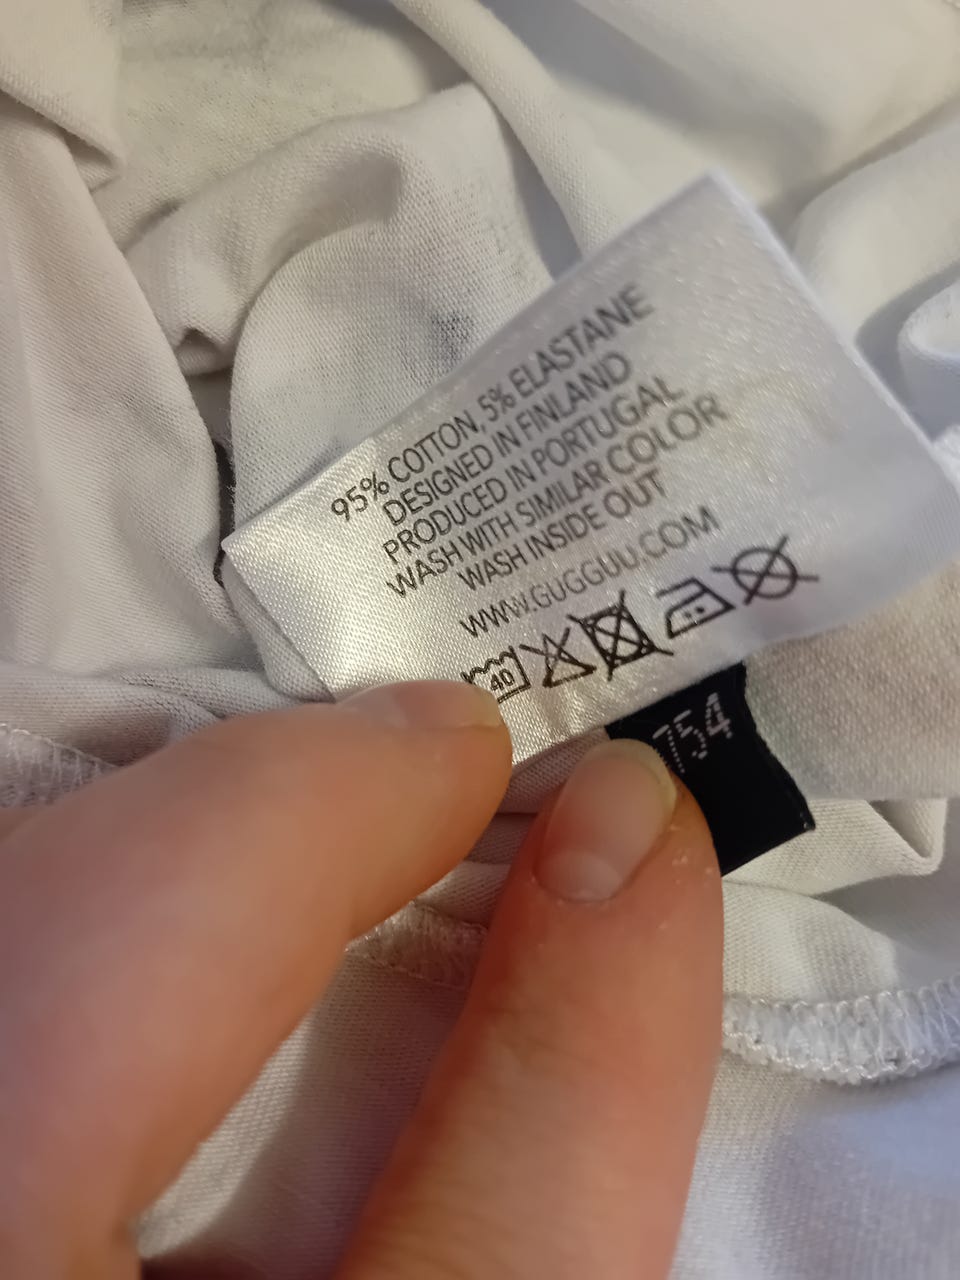 95% COTTON, 5% ELASTANE
DESIGNED IN FINLAND
PRODUCED IN PORTUGAL
WASH WITH SIMILAR COLOR
WASH INSIDE OUT
WWW.GUGGUU.COM
40